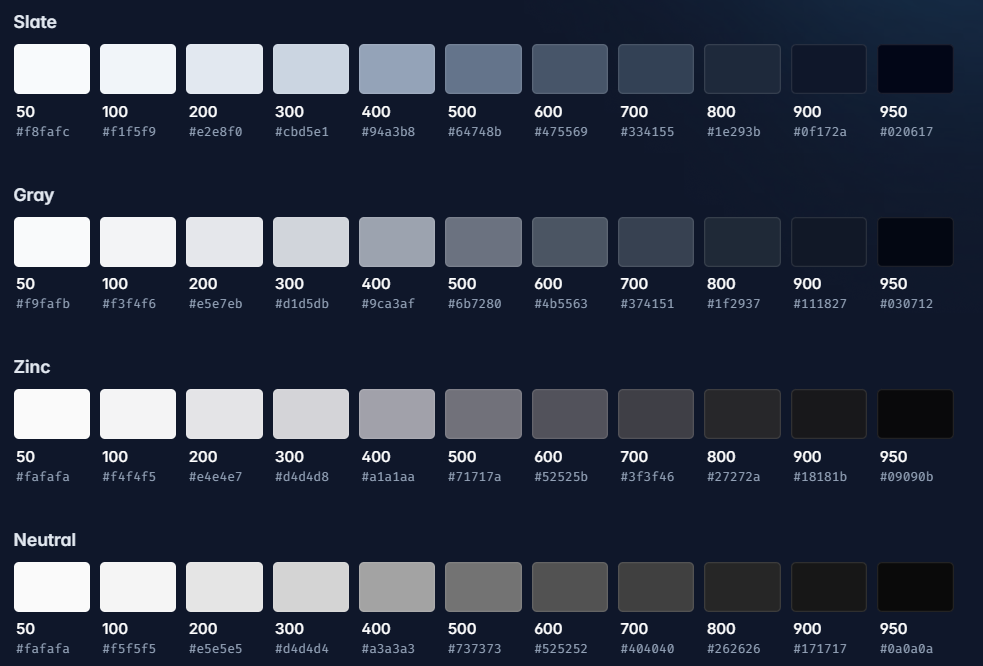 Slate
50 100 200 300 400 500 600 700 800 900 950
#f8fafc #f1f5f9 #e2e8f0 #cbd5e1 #94a3b8 #64748b #475569 #334155 #1e293b #0f172a #020617
Gray
50 100 200 300 400 500 600 700 800 900 950
#f9fafb #f3f4f6 #e5e7eb #d1d5db #9ca3af #6b7280 #4b5563 #374151 #1f2937 #111827 #030712
Zinc
50 100 200 300 400 500 600 700 800 900 950
#fafafa #f4f4f5 #e4e4e7 #d4d4d8 #a1a1aa #71717a #52525b #3f3f46 #27272a #18181b #09090b
Neutral
50 100 200 300 400 500 600 700 800 900 950
#fafafa #f5f5f5 #e5e5e5 #d4d4d4 #a3a3a3 #737373 #525252 #404040 #262626 #171717 #0a0a0a